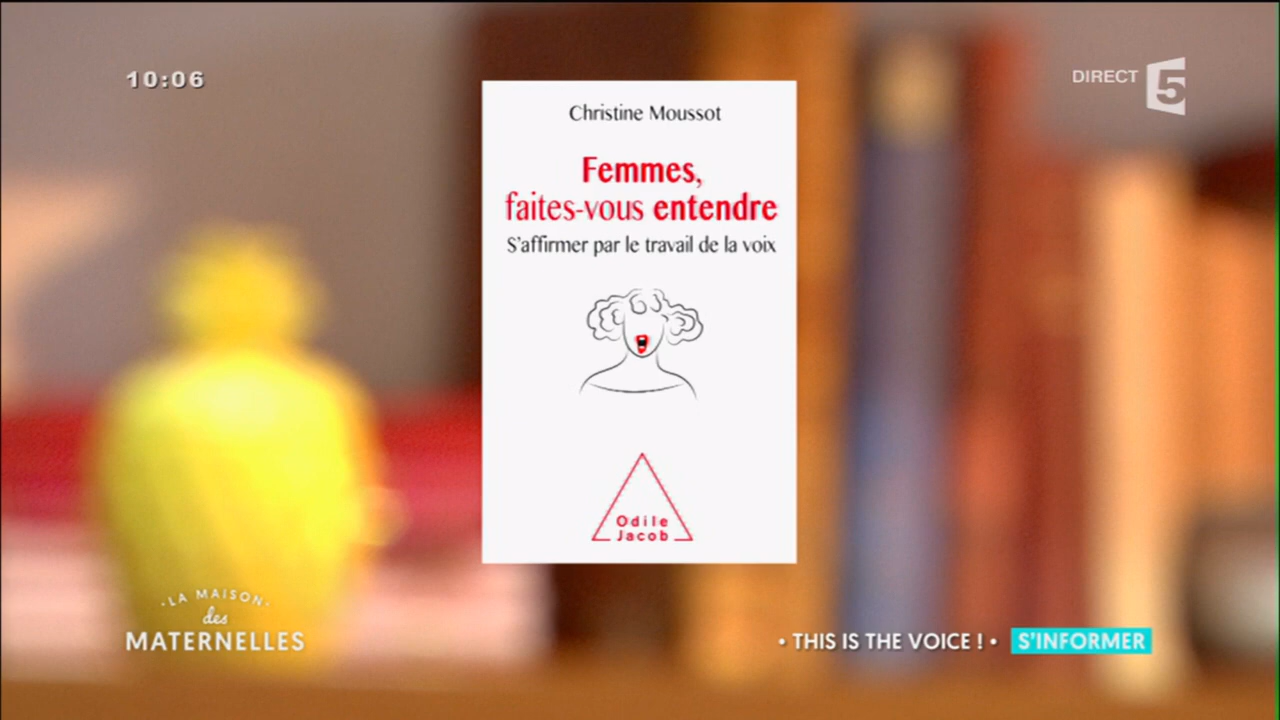 10:06
DIRECT 5
Christine Moussot
Femmes,
faites-vous entendre
S'affirmer par le travail de la voix
Odile
Jacob
•LA MAISON•
des
MATERNELLES
• THIS IS THE VOICE ! • S'INFORMER